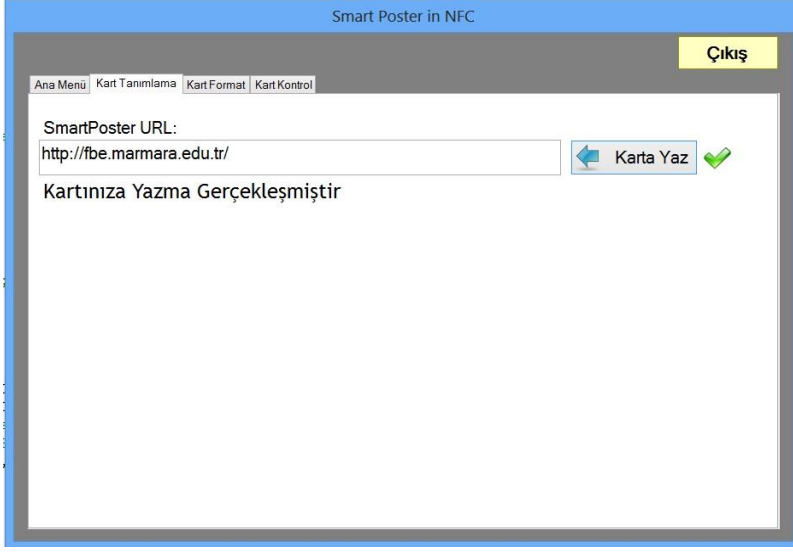 Smart Poster in NFC
Çıkış
Ana Menü Kart Tanımlama Kart Format Kart Kontrol
SmartPoster URL:
http://fbe.marmara.edu.tr/
Karta Yaz
Kartınıza Yazma Gerçekleşmiştir